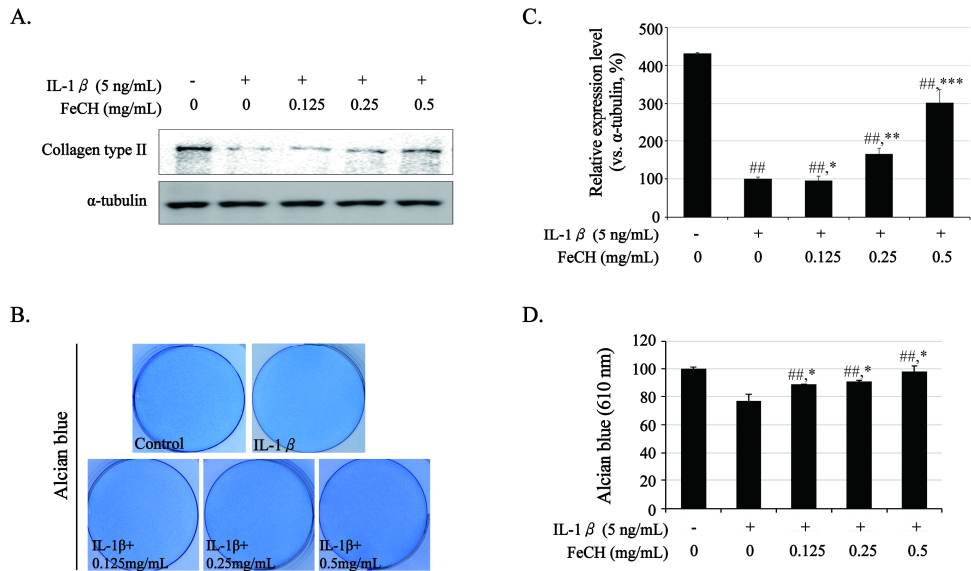 A.
IL-1β (5 ng/mL) - + + + +
FeCH (mg/mL) 0 0 0.125 0.25 0.5
Collagen type II
α-tubulin
B.
Alcian blue
Control
IL-1β
IL-1β+
0.125mg/mL
IL-1β+
0.25mg/mL
IL-1β+
0.5mg/mL
C.
Relative expression level
(vs. α-tubulin, %)
500
400
300
200
100
0
##
##,*
##,**
##,***
IL-1β (5 ng/mL) - + + + +
FeCH (mg/mL) 0 0 0.125 0.25 0.5
D.
Alcian blue (610 nm)
120
100
80
60
40
20
0
##,*
##,*
##,*
IL-1β (5 ng/mL) - + + + +
FeCH (mg/mL) 0 0 0.125 0.25 0.5